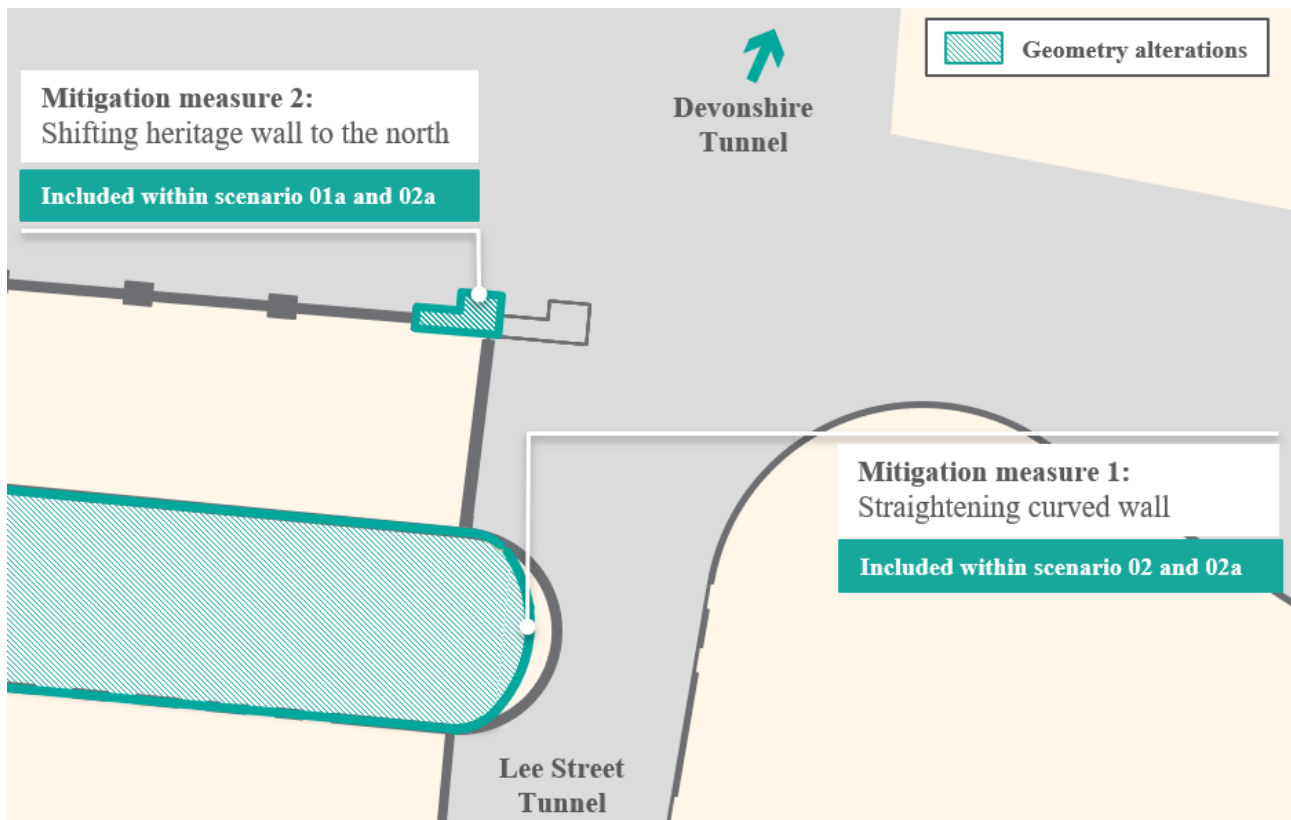 Geometry alterations
Devonshire
Tunnel
Mitigation measure 2:
Shifting heritage wall to the north
Included within scenario 01a and 02a
Mitigation measure 1:
Straightening curved wall
Included within scenario 02 and 02a
Lee Street
Tunnel